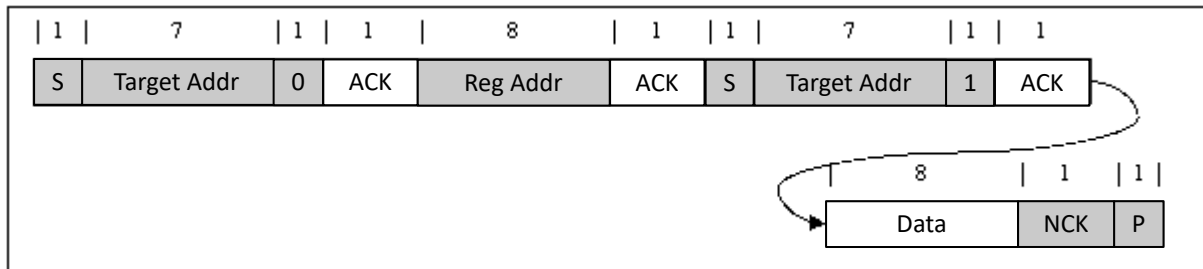 | 1 | 7 | 1 | 1 | 8 | 1 | 1 | 7 | 1 | 1
S Target Addr 0 ACK Reg Addr ACK S Target Addr 1 ACK
| 8 | 1 | 1 |
Data NCK P